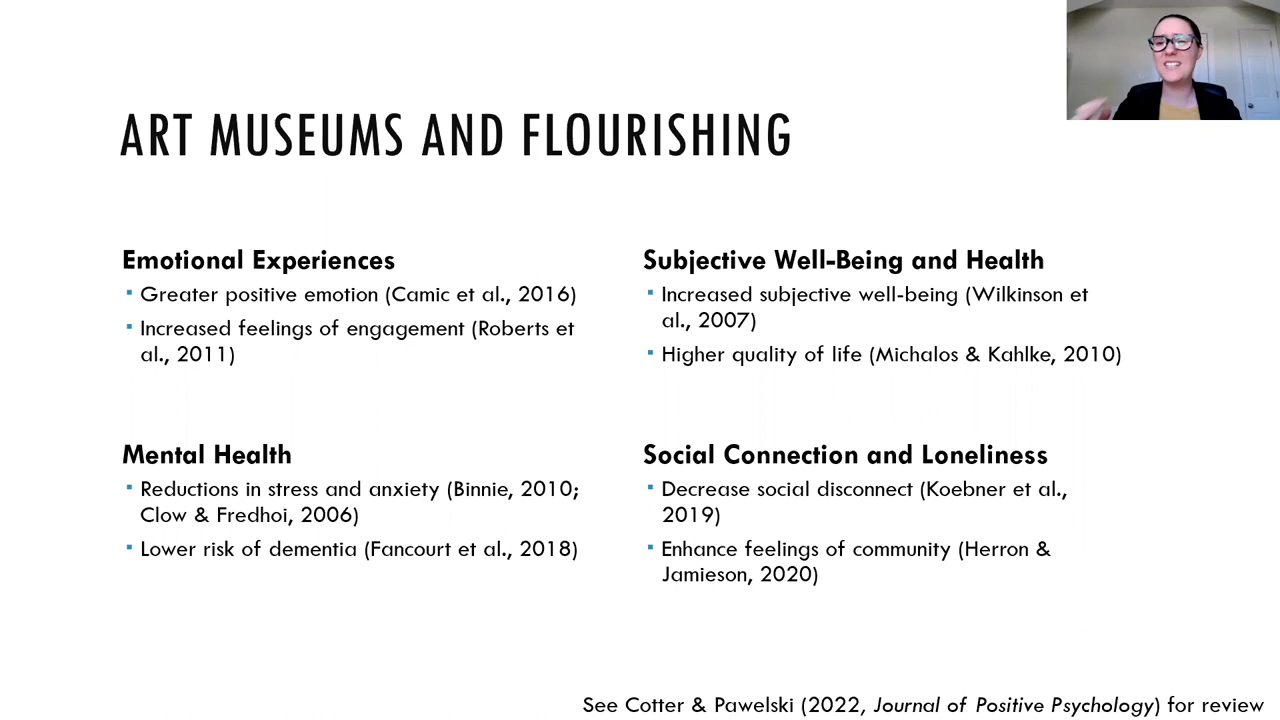 ART MUSEUMS AND FLOURISHING
Emotional Experiences
Greater positive emotion (Camic et al., 2016)
Increased feelings of engagement (Roberts et
al., 2011)
Subjective Well-Being and Health
Increased subjective well-being (Wilkinson et
al., 2007)
Higher quality of life (Michalos & Kahlke, 2010)
Mental Health
Reductions in stress and anxiety (Binnie, 2010;
Clow & Fredhoi, 2006)
Lower risk of dementia (Fancourt et al., 2018)
Social Connection and Loneliness
Decrease social disconnect (Koebner et al.,
2019)
Enhance feelings of community (Herron &
Jamieson, 2020)
See Cotter & Pawelski (2022, Journal of Positive Psychology) for review